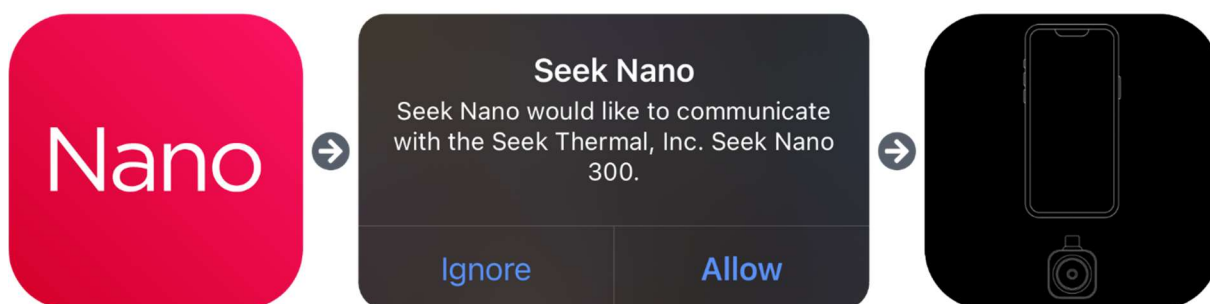 Nano
Seek Nano
Seek Nano would like to communicate
with the Seek Thermal, Inc. Seek Nano
300.
Ignore
Allow